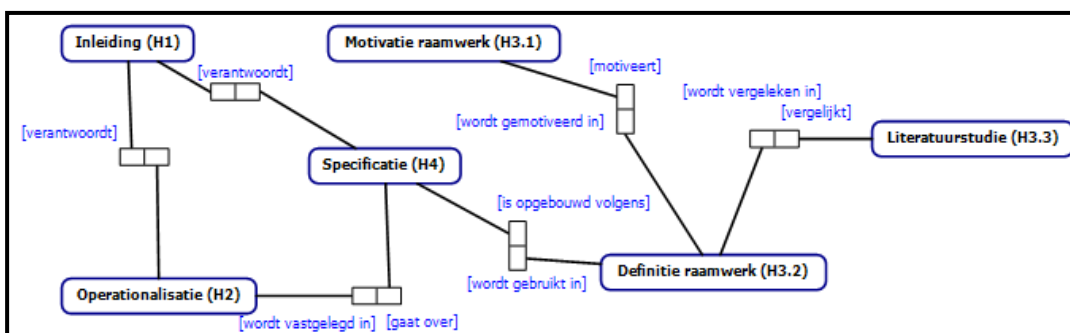 Inleiding (H1)
Motivatie raamwerk (H3.1)
[verantwoordt]
[motiveert]
[wordt vergeleken in]
[vergelijkt]
[wordt gemotiveerd in]
[verantwoordt]
Literatuurstudie (H3.3)
Specificatie (H4)
[is opgebouwd volgens]
Definitie raamwerk (H3.2)
[wordt gebruikt in]
Operationalisatie (H2)
[wordt vastgelegd in]
[gaat over]